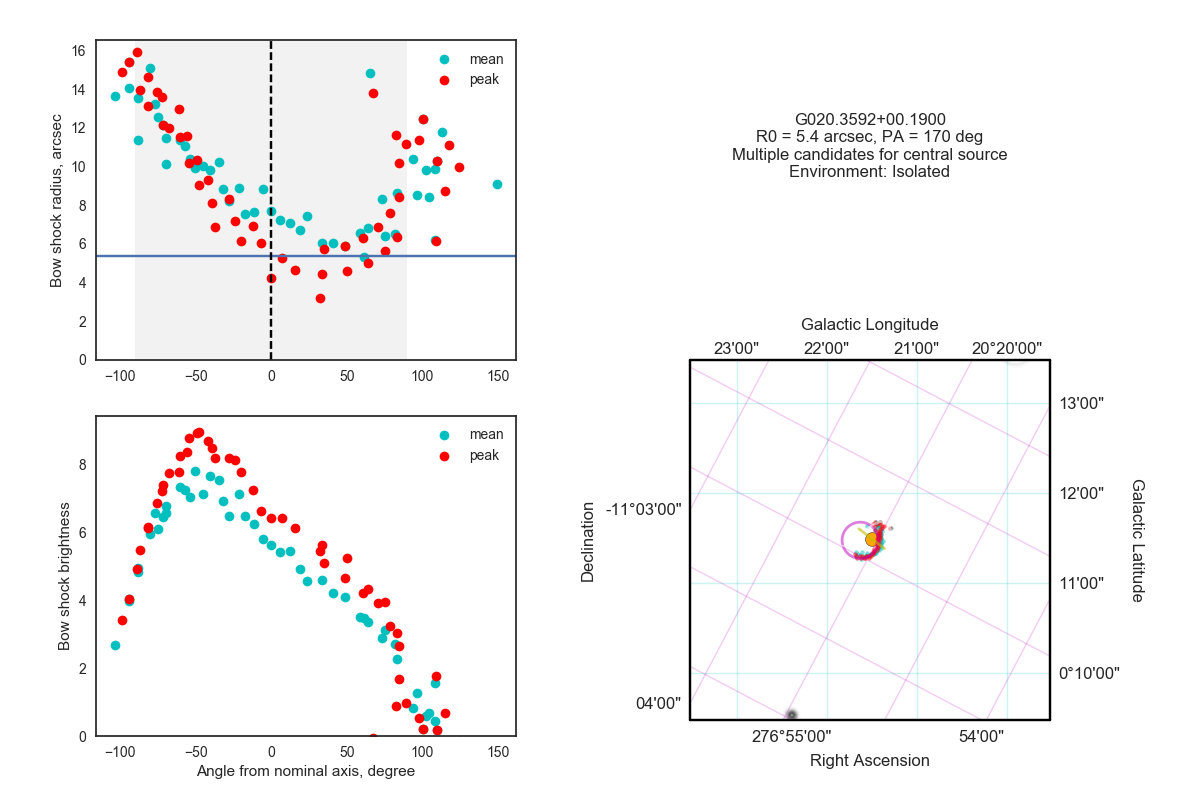 16
14
12
10
8
6
4
2
0
Bow shock radius, arcsec
mean
peak
−100 −50 0 50 100 150
8
6
4
2
0
Bow shock brightness
mean
peak
−100 −50 0 50 100 150
Angle from nominal axis, degree
G020.3592+00.1900
R0 = 5.4 arcsec, PA = 170 deg
Multiple candidates for central source
Environment: Isolated
Galactic Longitude
23'00" 22'00" 21'00" 20°20'00"
13'00"
12'00"
11'00"
0°10'00"
Galactic Latitude
-11°03'00"
04'00"
Declination
276°55'00" 54'00"
Right Ascension